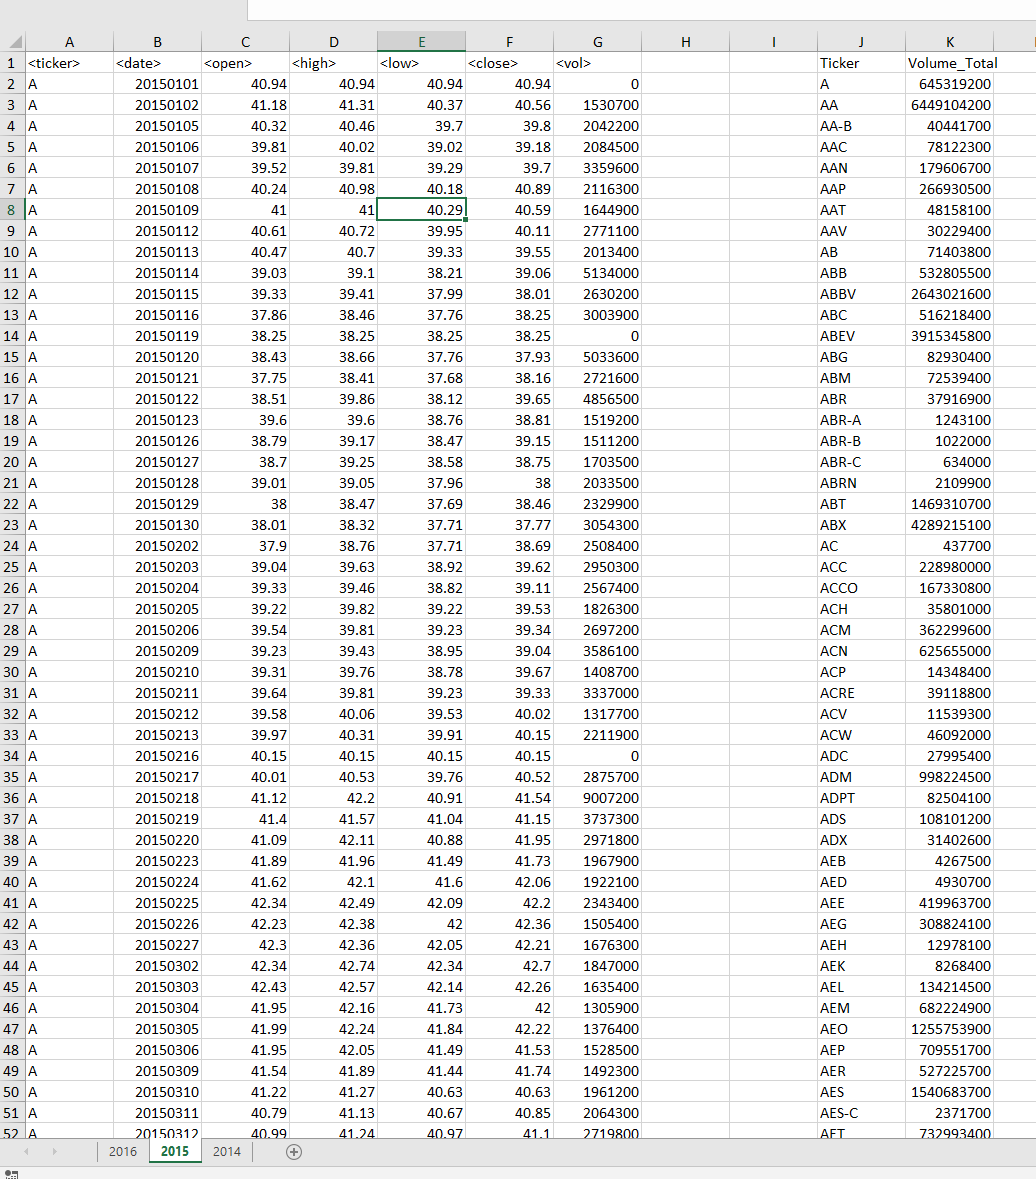 A B C D E F G H I J K
1 <ticker> <date> <open> <high> <low> <close> <vol> Ticker Volume_Total
2 A 20150101 40.94 40.94 40.94 40.94 0 A 645319200
3 A 20150102 41.18 41.31 40.37 40.56 1530700 AA 6449104200
4 A 20150105 40.32 40.46 39.7 39.8 2042200 AA-B 40441700
5 A 20150106 39.81 40.02 39.02 39.18 2084500 AAC 78122300
6 A 20150107 39.52 39.81 39.29 39.7 3359600 AAN 179606700
7 A 20150108 40.24 40.98 40.18 40.89 2116300 AAP 266930500
8 A 20150109 41 41 40.29 40.59 1644900 AAT 48158100
9 A 20150112 40.61 40.72 39.95 40.11 2771100 AAV 30229400
10 A 20150113 40.47 40.7 39.33 39.55 2013400 AB 71403800
11 A 20150114 39.03 39.1 38.21 39.06 5134000 ABB 532805500
12 A 20150115 39.33 39.41 37.99 38.01 2630200 ABBV 2643021600
13 A 20150116 37.86 38.46 37.76 38.25 3003900 ABC 516218400
14 A 20150119 38.25 38.25 38.25 38.25 0 ABEV 3915345800
15 A 20150120 38.43 38.66 37.76 37.93 5033600 ABG 82930400
16 A 20150121 37.75 38.41 37.68 38.16 2721600 ABM 72539400
17 A 20150122 38.51 39.86 38.12 39.65 4856500 ABR 37916900
18 A 20150123 39.6 39.6 38.76 38.81 1519200 ABR-A 1243100
19 A 20150126 38.79 39.17 38.47 39.15 1511200 ABR-B 1022000
20 A 20150127 38.7 39.25 38.58 38.75 1703500 ABR-C 634000
21 A 20150128 39.01 39.05 37.96 38 2033500 ABRN 2109900
22 A 20150129 38 38.47 37.69 38.46 2329900 ABT 1469310700
23 A 20150130 38.01 38.32 37.71 37.77 3054300 ABX 4289215100
24 A 20150202 37.9 38.76 37.71 38.69 2508400 AC 437700
25 A 20150203 39.04 39.63 38.92 39.62 2950300 ACC 228980000
26 A 20150204 39.33 39.46 38.82 39.11 2567400 ACCO 167330800
27 A 20150205 39.22 39.82 39.22 39.53 1826300 ACH 35801000
28 A 20150206 39.54 39.81 39.23 39.34 2697200 ACM 362299600
29 A 20150209 39.23 39.43 38.95 39.04 3586100 ACN 625655000
30 A 20150210 39.31 39.76 38.78 39.67 1408700 ACP 14348400
31 A 20150211 39.64 39.81 39.23 39.33 3337000 ACRE 39118800
32 A 20150212 39.58 40.06 39.53 40.02 1317700 ACV 11539300
33 A 20150213 39.97 40.31 39.91 40.15 2211900 ACW 46092000
34 A 20150216 40.15 40.15 40.15 40.15 0 ADC 27995400
35 A 20150217 40.01 40.53 39.76 40.52 2875700 ADM 998224500
36 A 20150218 41.12 42.2 40.91 41.54 9007200 ADPT 82504100
37 A 20150219 41.4 41.57 41.04 41.15 3737300 ADS 108101200
38 A 20150220 41.09 42.11 40.88 41.95 2971800 ADX 31402600
39 A 20150223 41.89 41.96 41.49 41.73 1967900 AEB 4267500
40 A 20150224 41.62 42.1 41.6 42.06 1922100 AED 4930700
41 A 20150225 42.34 42.49 42.09 42.2 2343400 AEE 419963700
42 A 20150226 42.23 42.38 42 42.36 1505400 AEG 308824100
43 A 20150227 42.3 42.36 42.05 42.21 1676300 AEH 12978100
44 A 20150302 42.34 42.74 42.34 42.7 1847000 AEK 8268400
45 A 20150303 42.43 42.57 42.14 42.26 1635400 AEL 134214500
46 A 20150304 41.95 42.16 41.73 42 1305900 AEM 682224900
47 A 20150305 41.99 42.24 41.84 42.22 1376400 AEO 1255753900
48 A 20150306 41.95 42.05 41.49 41.53 1528500 AEP 709551700
49 A 20150309 41.54 41.89 41.44 41.74 1492300 AER 527225700
50 A 20150310 41.22 41.27 40.63 40.63 1961200 AES 1540683700
51 A 20150311 40.79 41.13 40.67 40.85 2064300 AES-C 2371700
52 A 20150312 40.99 41.24 40.97 41.1 2719800 AET 732993400
2016 2015 2014